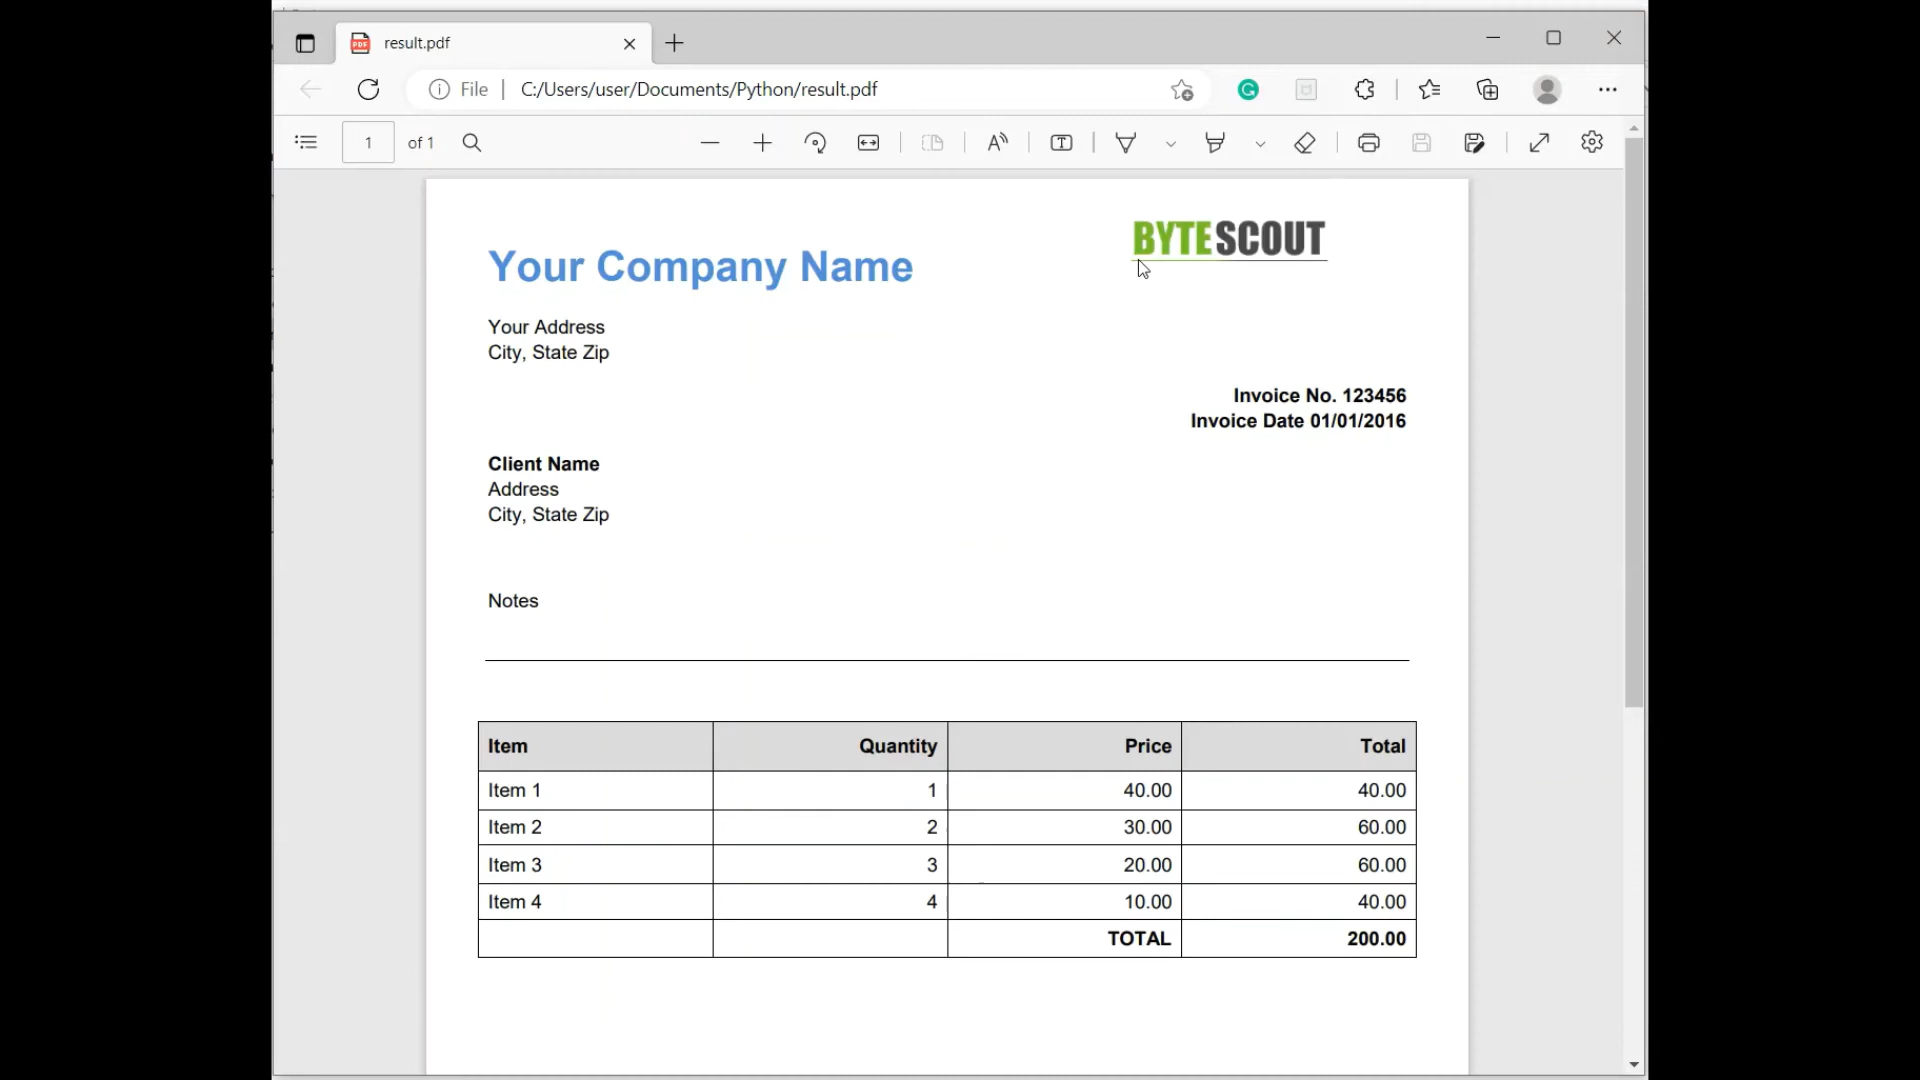 result.pdf
File
C:/Users/user/Documents/Python/result.pdf
1
of 1
BYTESCOUT
Your Company Name
Your Address
City, State Zip
Invoice No. 123456
Invoice Date 01/01/2016
Client Name
Address
City, State Zip
Notes
Item Quantity Price Total
Item 1 1 40.00 40.00
Item 2 2 30.00 60.00
Item 3 3 20.00 60.00
Item 4 4 10.00 40.00
TOTAL 200.00